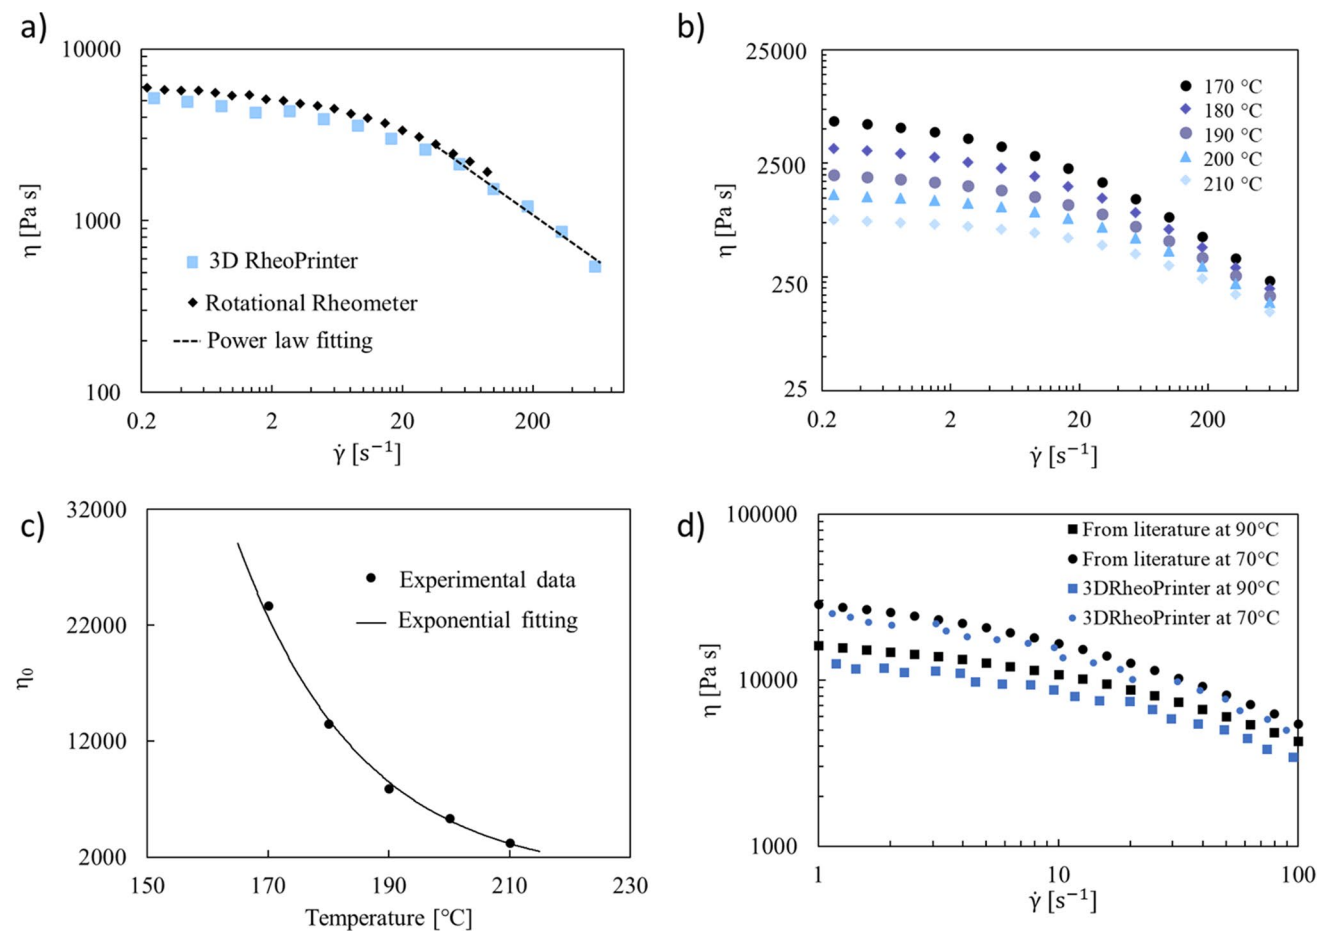 a)
10000
1000
100
η [Pa s]
3D RheoPrinter
Rotational Rheometer
Power law fitting
0.2 2 20 200
γ̇ [s⁻¹]
b)
25000
2500
250
25
η [Pa s]
170 °C
180 °C
190 °C
200 °C
210 °C
0.2 2 20 200
γ̇ [s⁻¹]
c)
32000
22000
12000
2000
η₀
Experimental data
Exponential fitting
150 170 190 210 230
Temperature [°C]
d)
100000
10000
1000
η [Pa s]
From literature at 90°C
From literature at 70°C
3DRheoPrinter at 90°C
3DRheoPrinter at 70°C
1 10 100
γ̇ [s⁻¹]